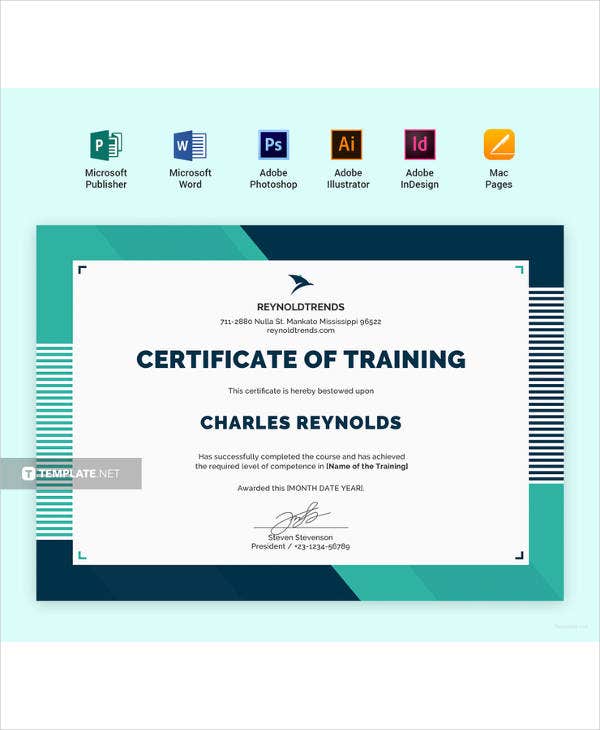 Microsoft Publisher
Microsoft Word
Adobe Photoshop
Adobe Illustrator
Adobe InDesign
Mac Pages
REYNOLDTRENDS
711-2880 Nulla St. Mankato Mississippi 96522
reynoldtrends.com
CERTIFICATE OF TRAINING
This certificate is hereby bestowed upon
CHARLES REYNOLDS
Has successfully completed the course and has achieved
the required level of competence in [Name of the Training]
Awarded this [MONTH DATE YEAR].
Steven Stevenson
President / +23-1234-56789
T TEMPLATE.NET